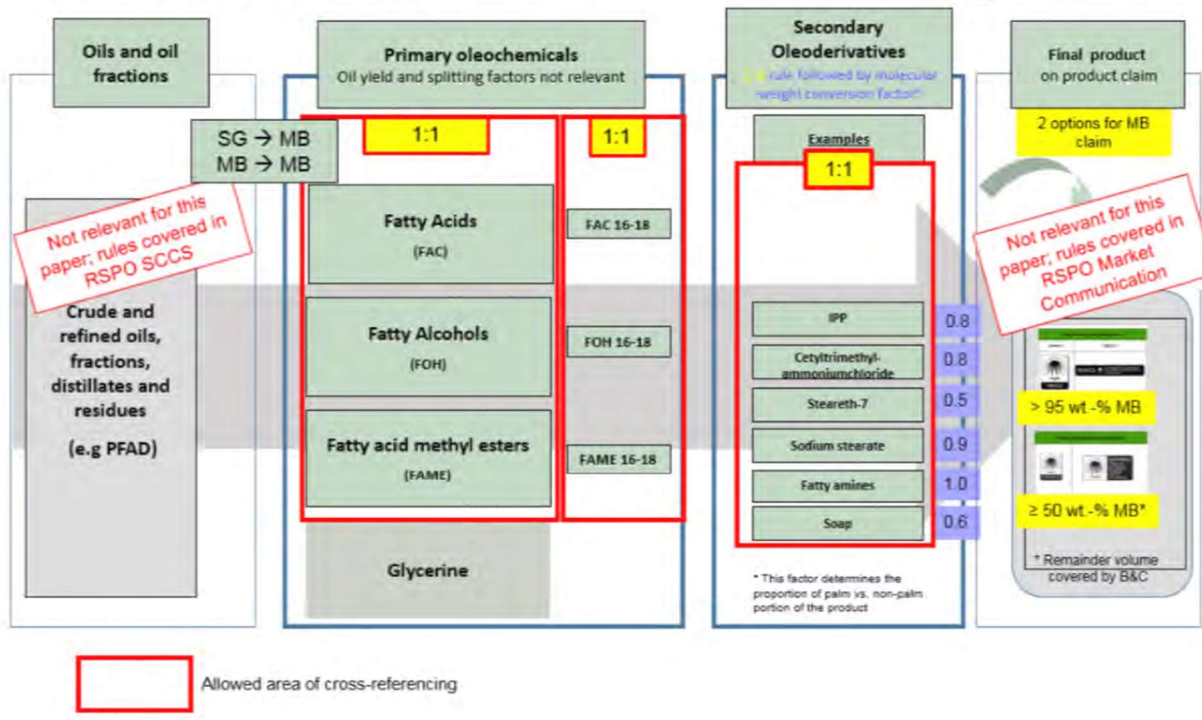 Oils and oil
fractions
SG → MB
MB → MB
Not relevant for this
paper; rules covered in
RSPO SCCS
Crude and
refined oils,
fractions,
distillates and
residues
(e.g PFAD)
Primary oleochemicals
Oil yield and splitting factors not relevant
1:1
1:1
Fatty Acids
(FAC)
FAC 16-18
Fatty Alcohols
(FOH)
FOH 16-18
Fatty acid methyl esters
(FAME)
FAME 16-18
Glycerine
Secondary
Oleoderivatives
1:1 rule followed by molecular
weight conversion factor*
Examples
1:1
IPP
0.8
Cetyltrimethyl-
ammoniumchloride
0.8
Steareth-7
0.5
Sodium stearate
0.9
Fatty amines
1.0
Soap
0.6
* This factor determines the
proportion of palm vs. non-palm
portion of the product
Final product
on product claim
2 options for MB
claim
Not relevant for this
paper; rules covered in
RSPO Market
Communication
> 95 wt.-% MB
≥ 50 wt.-% MB*
* Remainder volume
covered by B&C
Allowed area of cross-referencing